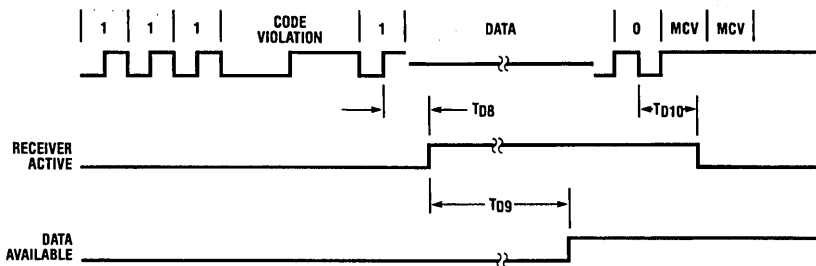 1 1 1 CODE VIOLATION 1 DATA 0 MCV MCV
TD8 TD10
RECEIVER
ACTIVE
TD9
DATA
AVAILABLE